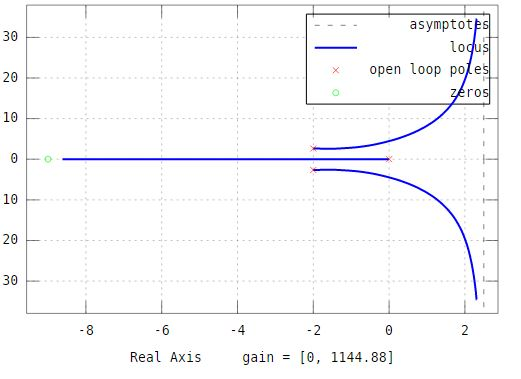 asymptotes
30
locus
20
open loop poles
zeros
10
0
10
20
30
-8 -6 -4 -2 0 2
Real Axis gain = [0, 1144.88]